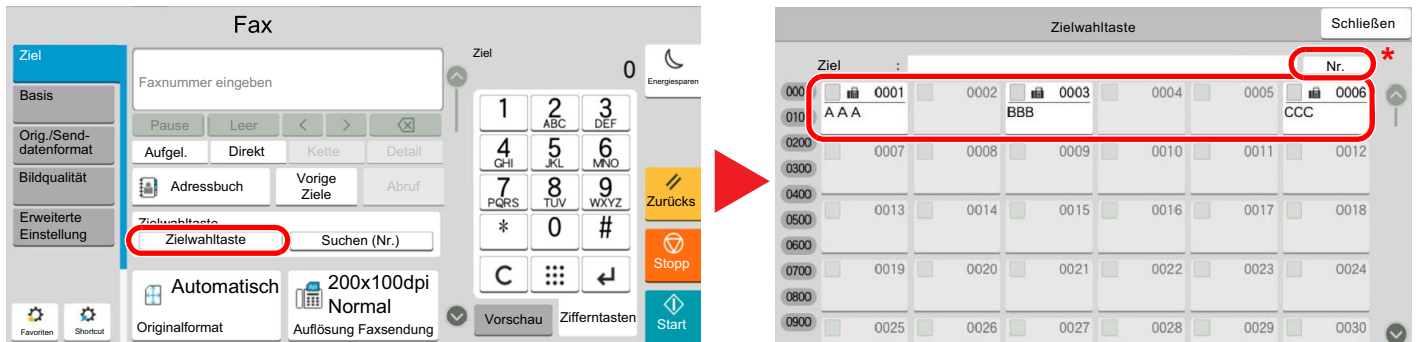 Fax
Ziel
Basis
Orig./Send-
datenformat
Bildqualität
Erweiterte
Einstellung
Favoriten
Shortcut
Faxnummer eingeben
Pause
Leer
Aufgel.
Direkt
Kette
Detail
Adressbuch
Vorige
Ziele
Abruf
Zielwahltaste
Zielwahltaste
Suchen (Nr.)
Automatisch
Originalformat
200x100dpi
Normal
Auflösung Faxsendung
Ziel
0
1
2
ABC
3
DEF
4
GHI
5
JKL
6
MNO
7
PQRS
8
TUV
9
WXYZ
*
0
#
C
Vorschau
Zifferntasten
Energiesparen
Zurücks
Stopp
Start
Zielwahltaste
Schließen
Ziel :
Nr.
*
0100
0200
0300
0400
0500
0600
0700
0800
0900
0001
AAA
0002
0003
BBB
0004
0005
0006
CCC
0007 0008 0009 0010 0011 0012
0013 0014 0015 0016 0017 0018
0019 0020 0021 0022 0023 0024
0025 0026 0027 0028 0029 0030